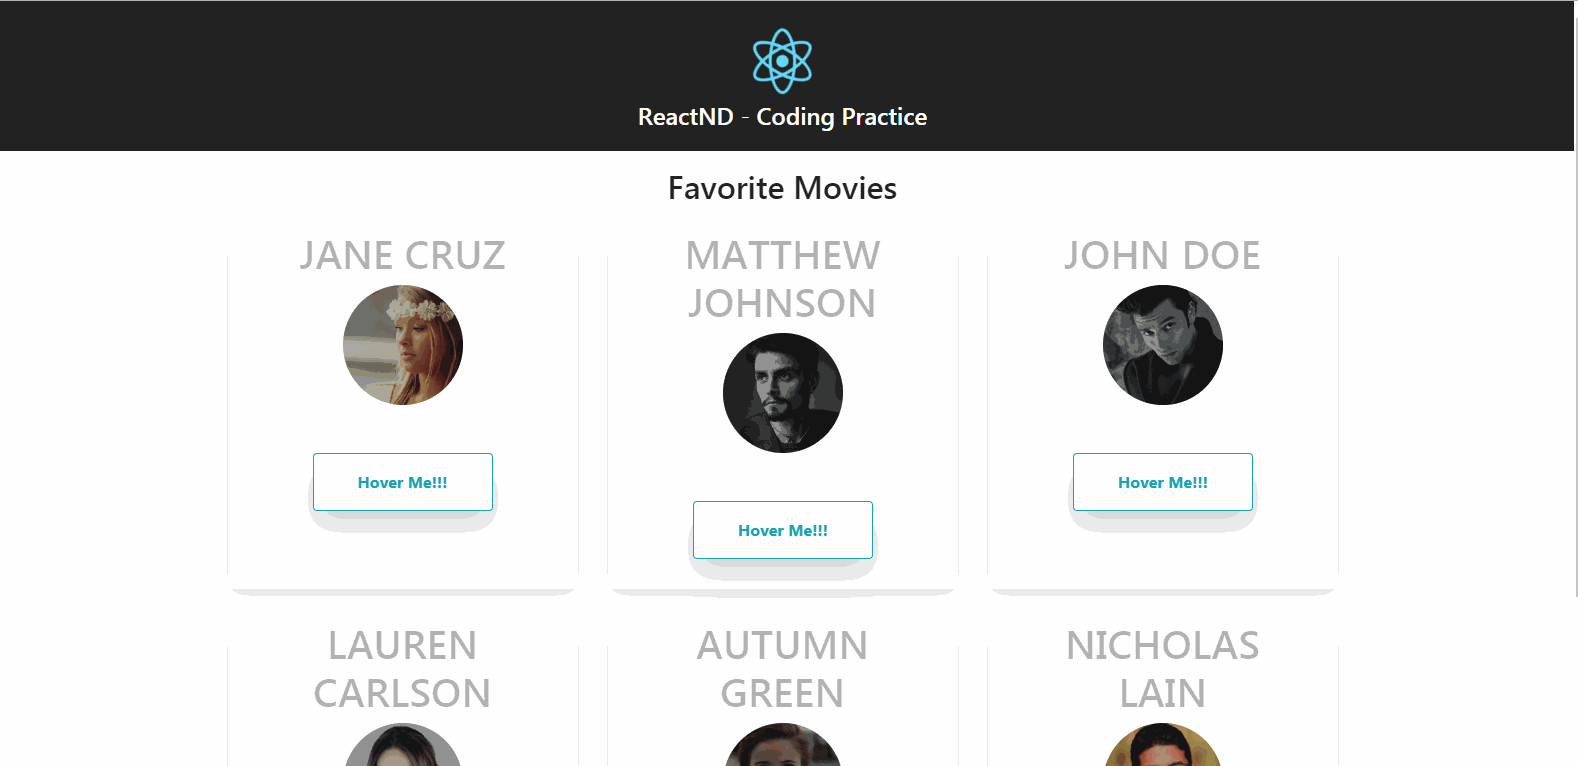 ReactND - Coding Practice
Favorite Movies
JANE CRUZ
Hover Me!!!
MATTHEW
JOHNSON
Hover Me!!!
JOHN DOE
Hover Me!!!
LAUREN
CARLSON
AUTUMN
GREEN
NICHOLAS
LAIN